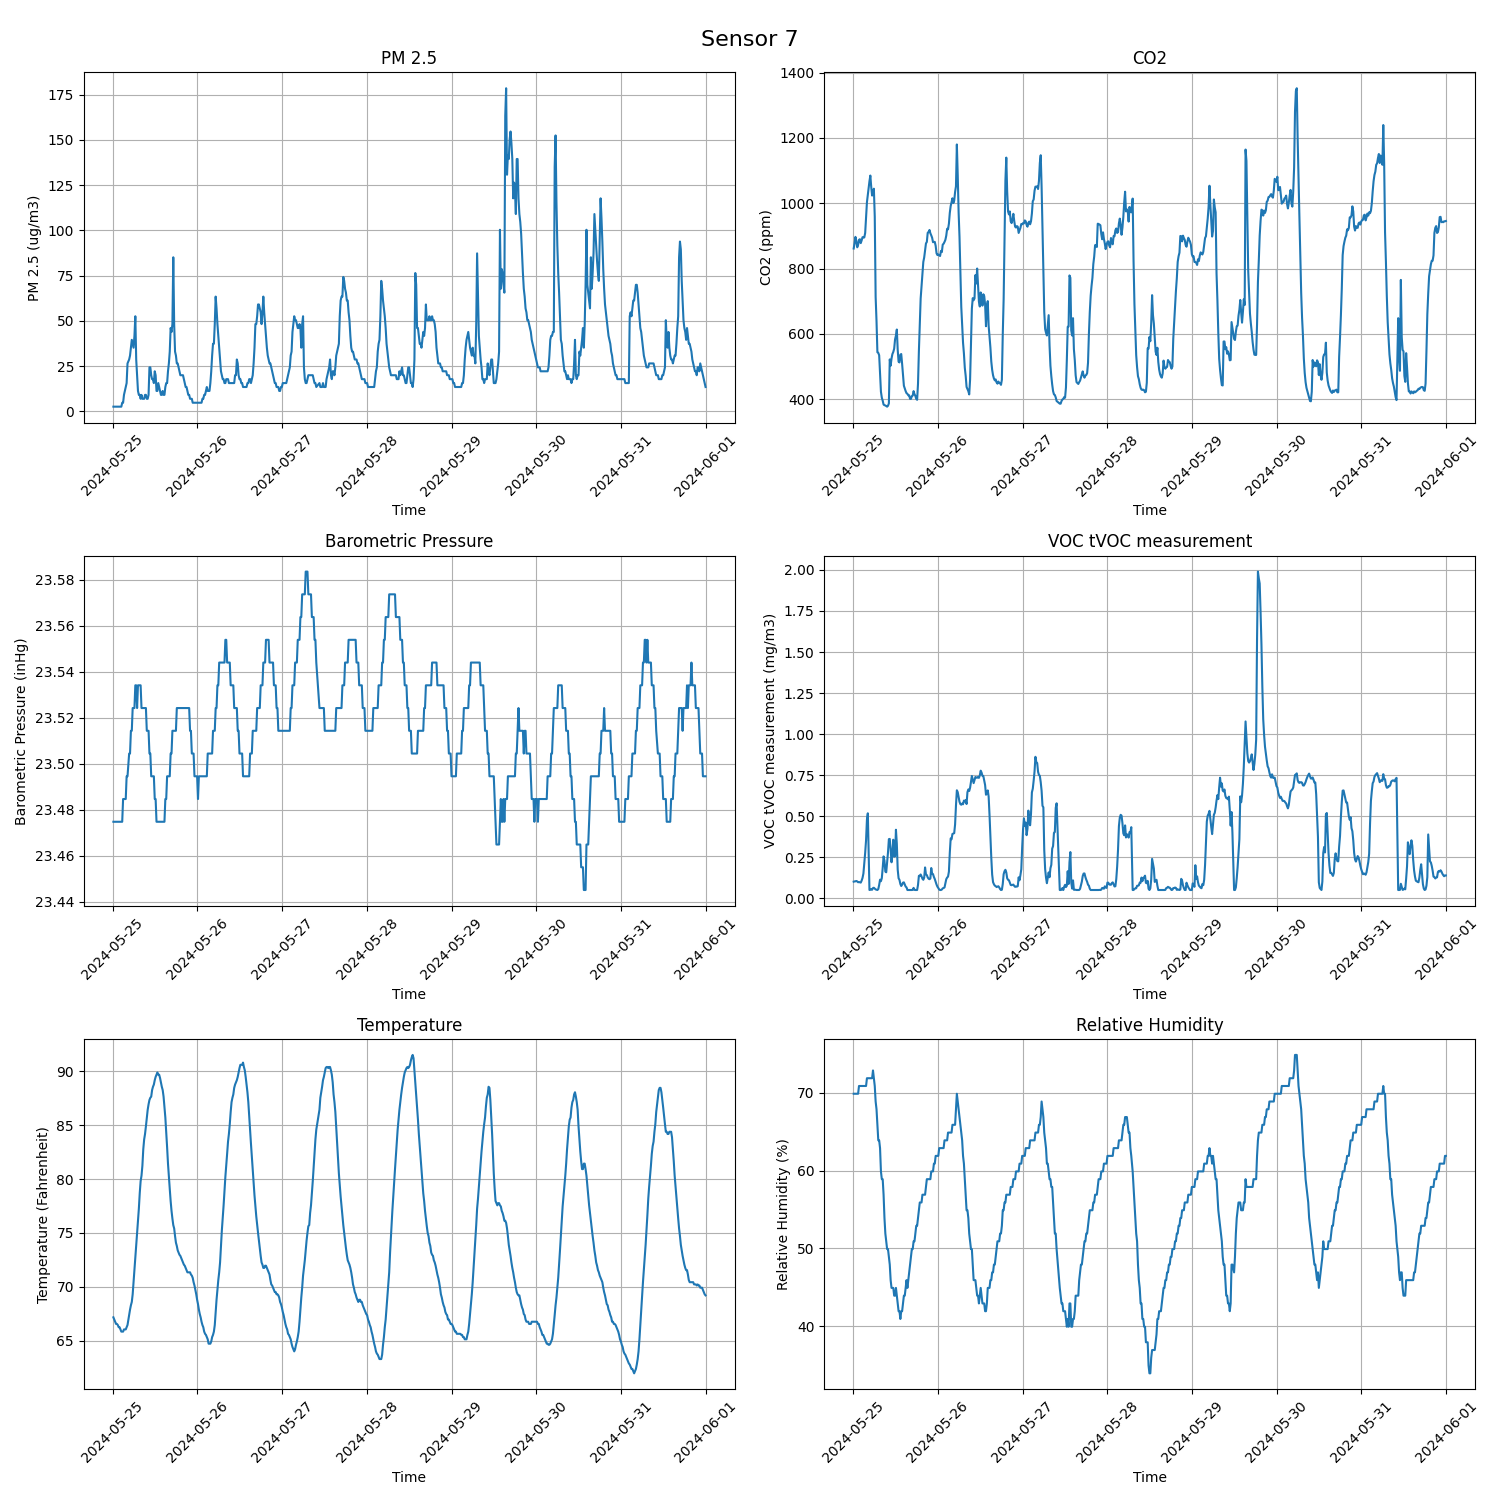 Sensor 7
PM 2.5
PM 2.5 (ug/m3)
175
150
125
100
75
50
25
0
2024-05-25 2024-05-26 2024-05-27 2024-05-28 2024-05-29 2024-05-30 2024-05-31 2024-06-01
Time
CO2
CO2 (ppm)
1400
1200
1000
800
600
400
2024-05-25 2024-05-26 2024-05-27 2024-05-28 2024-05-29 2024-05-30 2024-05-31 2024-06-01
Time
Barometric Pressure
Barometric Pressure (inHg)
23.58
23.56
23.54
23.52
23.50
23.48
23.46
23.44
2024-05-25 2024-05-26 2024-05-27 2024-05-28 2024-05-29 2024-05-30 2024-05-31 2024-06-01
Time
VOC tVOC measurement
VOC tVOC measurement (mg/m3)
2.00
1.75
1.50
1.25
1.00
0.75
0.50
0.25
0.00
2024-05-25 2024-05-26 2024-05-27 2024-05-28 2024-05-29 2024-05-30 2024-05-31 2024-06-01
Time
Temperature
Temperature (Fahrenheit)
90
85
80
75
70
65
2024-05-25 2024-05-26 2024-05-27 2024-05-28 2024-05-29 2024-05-30 2024-05-31 2024-06-01
Time
Relative Humidity
Relative Humidity (%)
70
60
50
40
2024-05-25 2024-05-26 2024-05-27 2024-05-28 2024-05-29 2024-05-30 2024-05-31 2024-06-01
Time